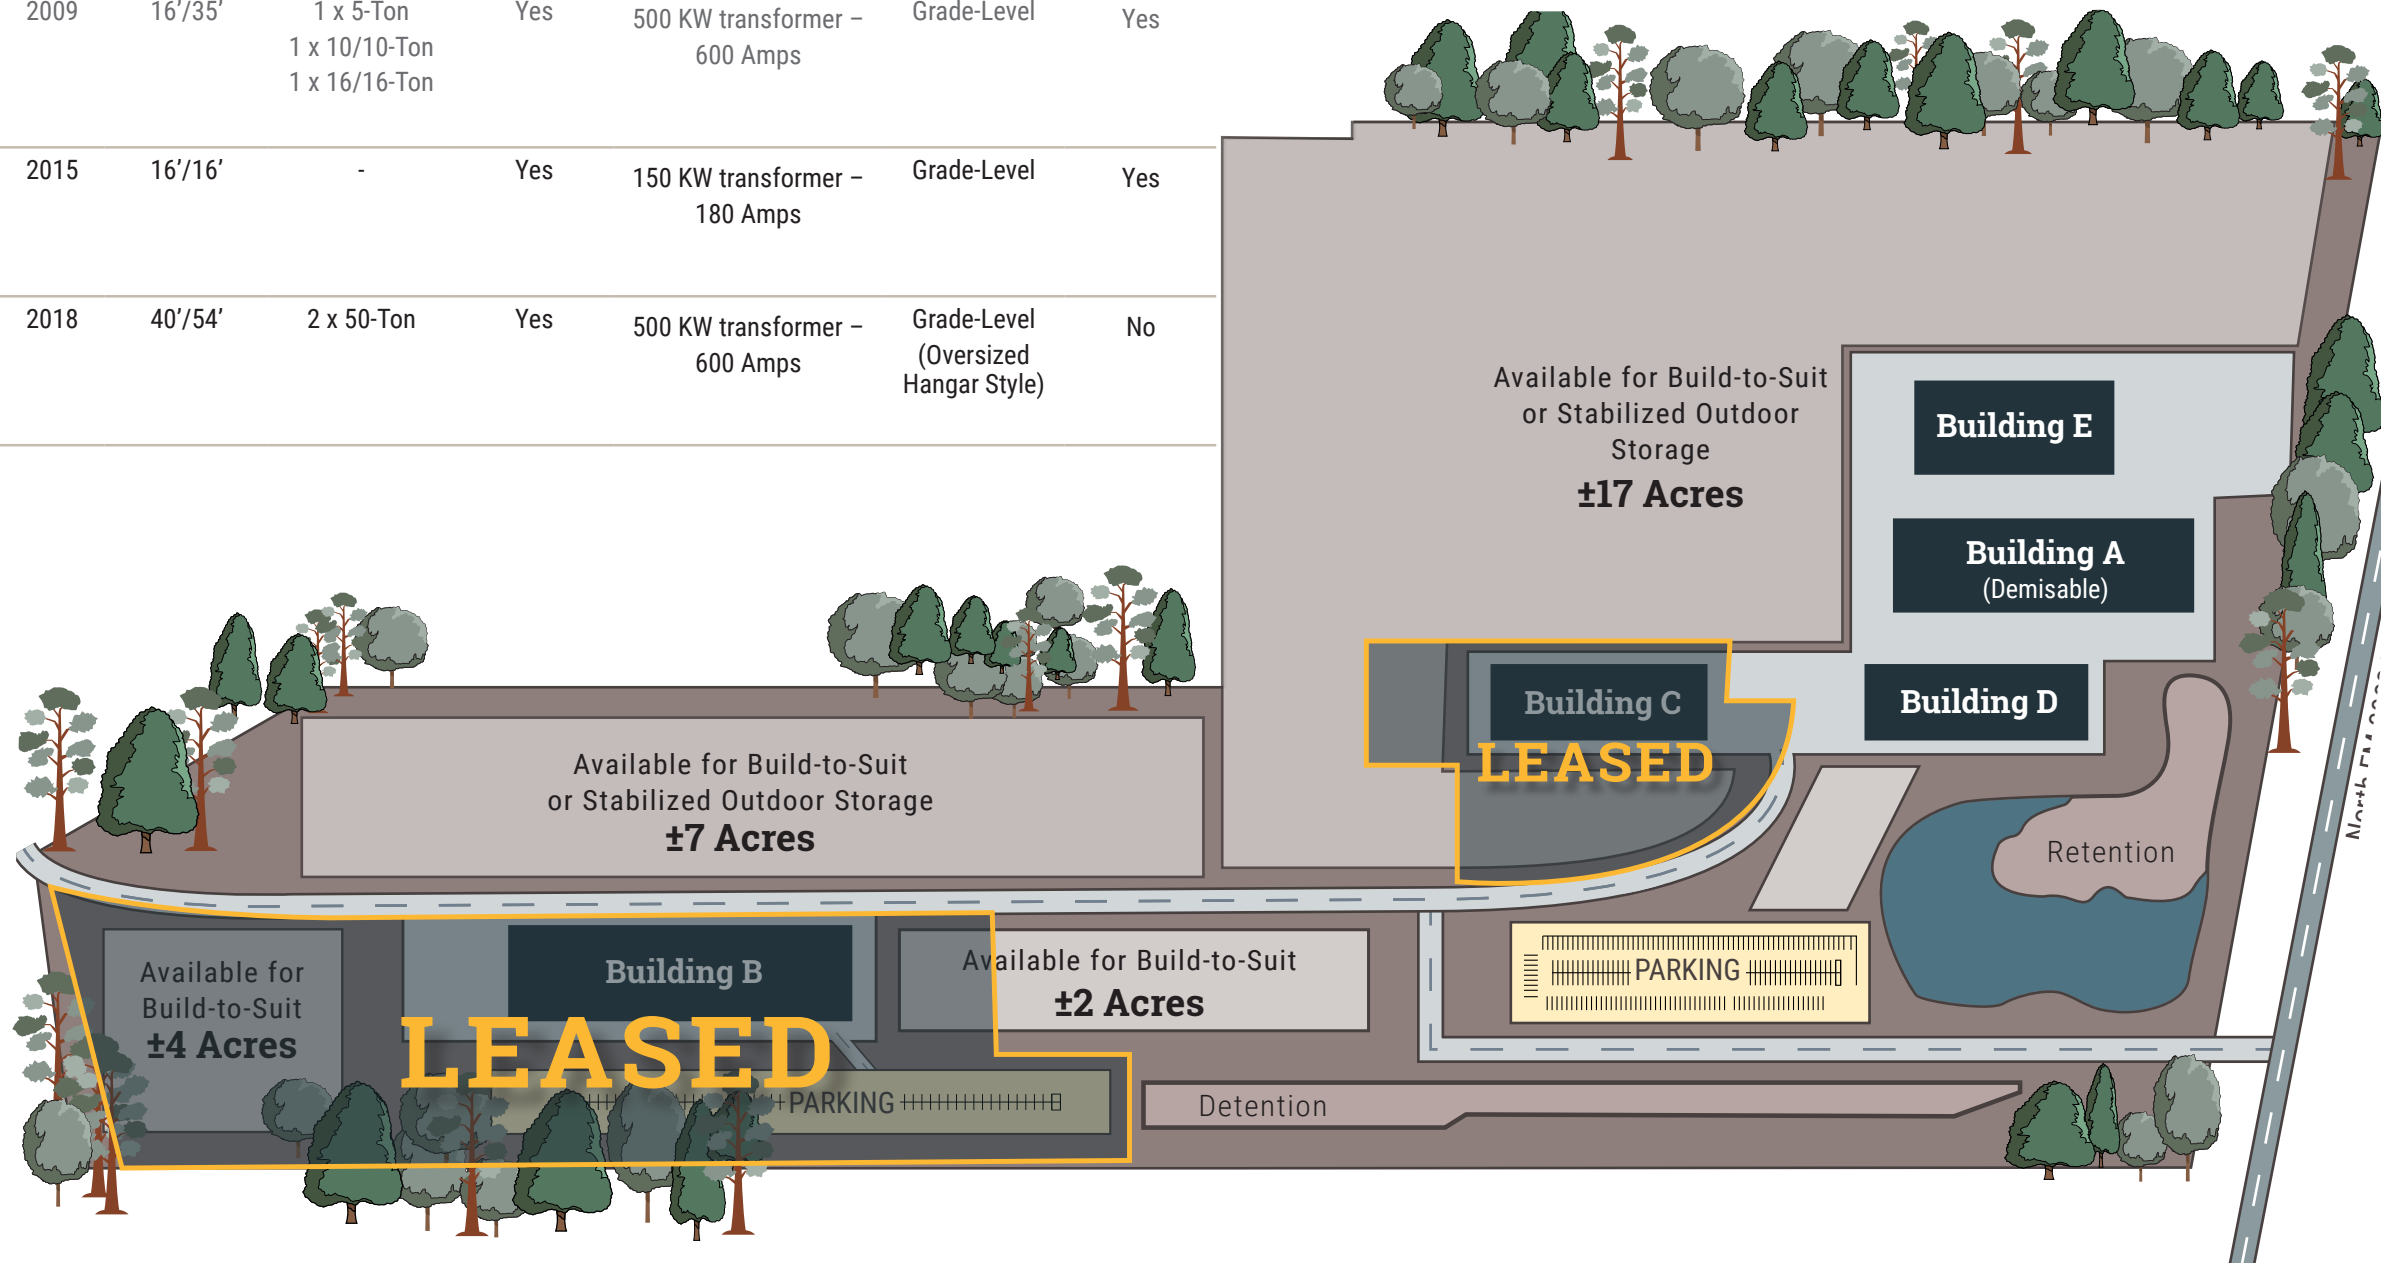 2009 16'/35' 1 x 5-Ton Yes 500 KW transformer – Grade-Level Yes
1 x 10/10-Ton 600 Amps
1 x 16/16-Ton
2015 16'/16' - Yes 150 KW transformer – Grade-Level Yes
180 Amps
2018 40'/54' 2 x 50-Ton Yes 500 KW transformer – Grade-Level No
600 Amps (Oversized
Hangar Style)
Available for Build-to-Suit
or Stabilized Outdoor
Storage
±17 Acres
Building E
Building A
(Demisable)
Building C
LEASED
Building D
Available for Build-to-Suit
or Stabilized Outdoor Storage
±7 Acres
Retention
North
Available for
Build-to-Suit
±4 Acres
Building B
LEASED
PARKING
Available for Build-to-Suit
±2 Acres
PARKING
Detention